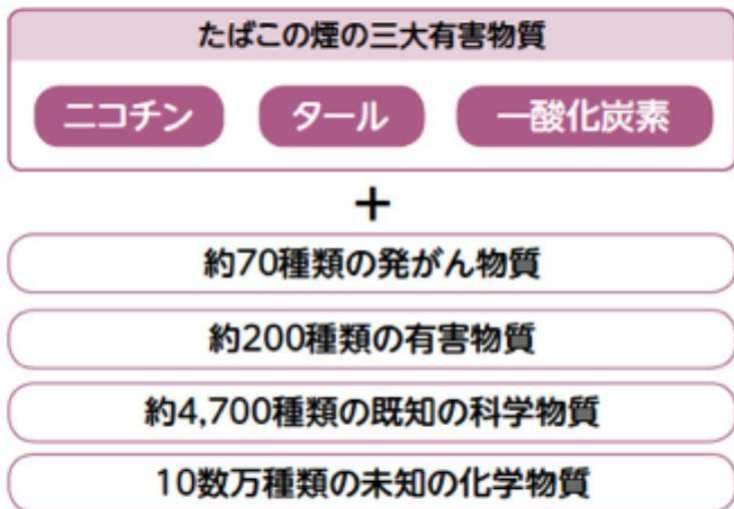 たばこの煙の三大有害物質
ニコチン タール 一酸化炭素
+
約70種類の発がん物質
約200種類の有害物質
約4,700種類の既知の科学物質
10数万種類の未知の化学物質